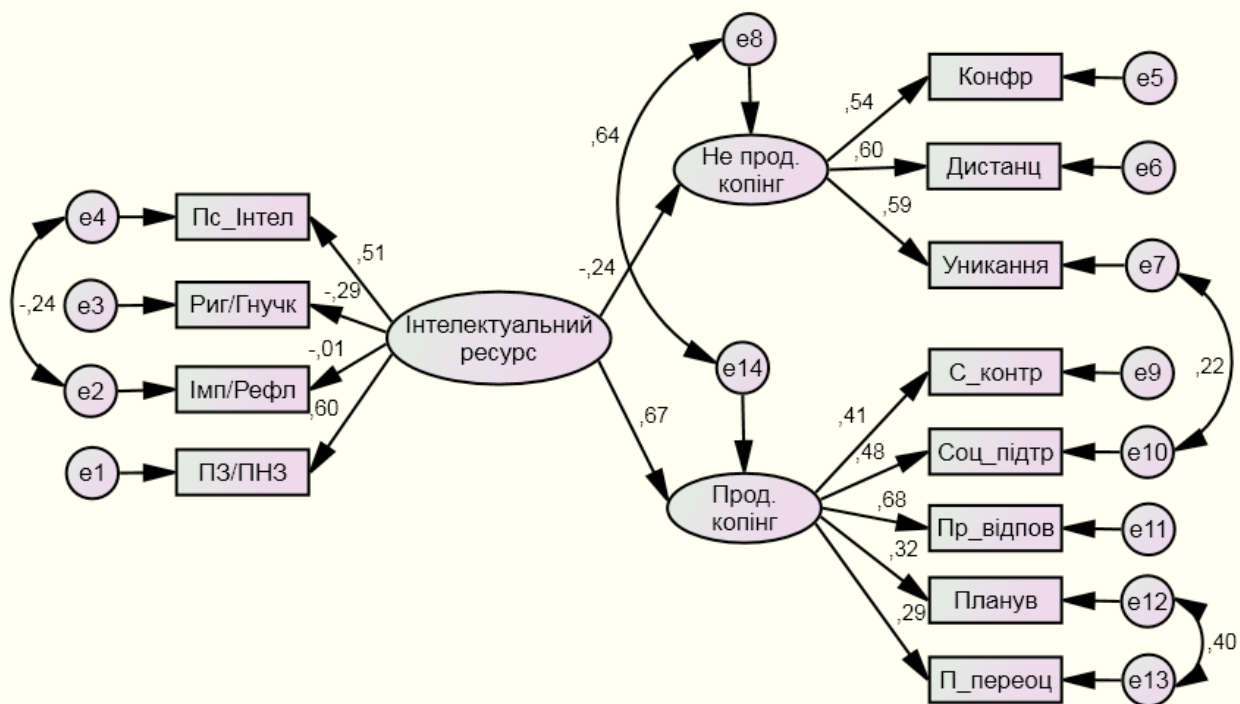 e8
Конфр
e5
,54
,64
Не прод.
копінг
,60
Дистанц
e6
,59
e4
Пс_Інтел
,51
Уникання
e7
-,24
-,24
e3
Риг/Гнучк
-,29
Інтелектуальний
ресурс
-,01
e14
С_контр
e9
,22
e2
Імп/Рефл
,60
,67
,41
,48
Соц_підтр
e10
e1
ПЗ/ПНЗ
Прод.
копінг
,68
Пр_відпов
e11
,32
Планув
e12
,29
,40
П_переоц
e13